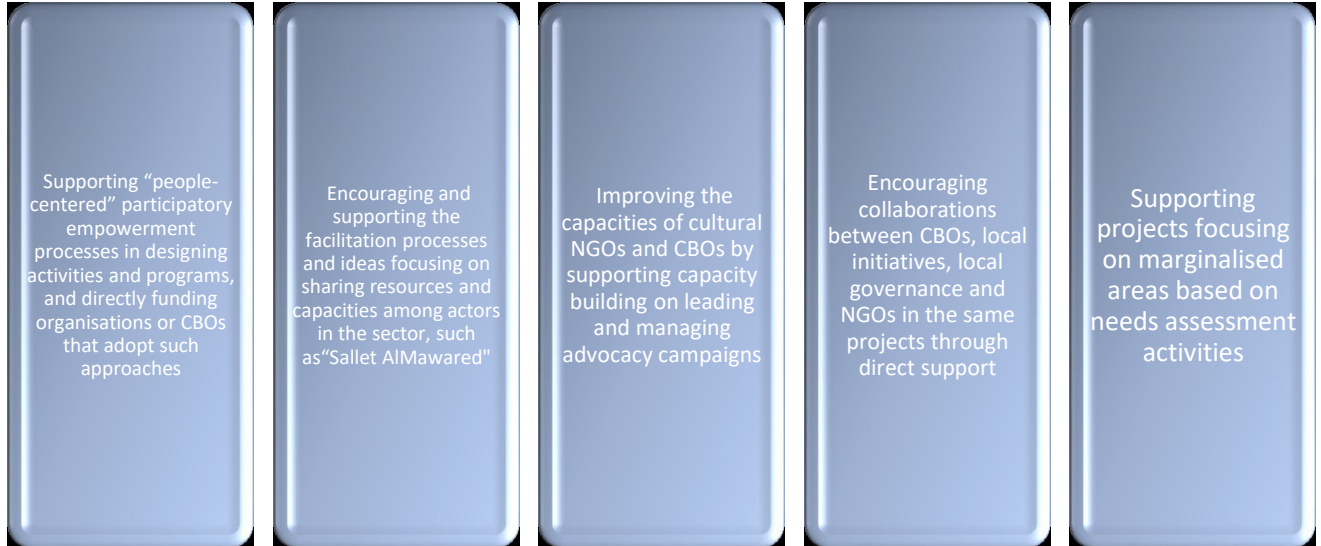 Supporting “people-
centered” participatory
empowerment
processes in designing
activities and programs,
and directly funding
organisations or CBOs
that adopt such
approaches
Encouraging and
supporting the
facilitation processes
and ideas focusing on
sharing resources and
capacities among actors
in the sector, such
as“Sallet AlMawared"
Improving the
capacities of cultural
NGOs and CBOs by
supporting capacity
building on leading
and managing
advocacy campaigns
Encouraging
collaborations
between CBOs, local
initiatives, local
governance and
NGOs in the same
projects through
direct support
Supporting
projects focusing
on marginalised
areas based on
needs assessment
activities